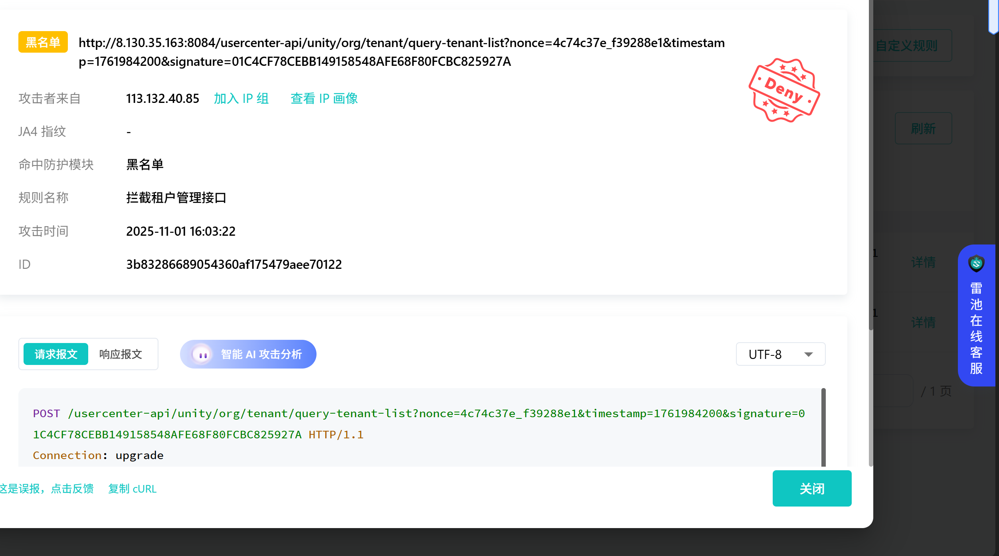 黑名单
http://8.130.35.163:8084/usercenter-api/unity/org/tenant/query-tenant-list?nonce=4c74c37e_f39288e1&timestam
p=1761984200&signature=01C4CF78CEBB149158548AFE68F80FCBC825927A
自定义规则
Deny
攻击者来自 113.132.40.85 加入 IP 组 查看 IP 画像
刷新
JA4 指纹 -
命中防护模块 黑名单
规则名称 拦截租户管理接口
攻击时间 2025-11-01 16:03:22
ID 3b83286689054360af175479aee70122
1 详情
1 详情
雷池在线客服
/ 1 页
请求报文 响应报文 智能 AI 攻击分析 UTF-8
POST /usercenter-api/unity/org/tenant/query-tenant-list?nonce=4c74c37e_f39288e1&timestamp=1761984200&signature=0
1C4CF78CEBB149158548AFE68F80FCBC825927A HTTP/1.1
Connection: upgrade
这是误报，点击反馈 复制 cURL
关闭